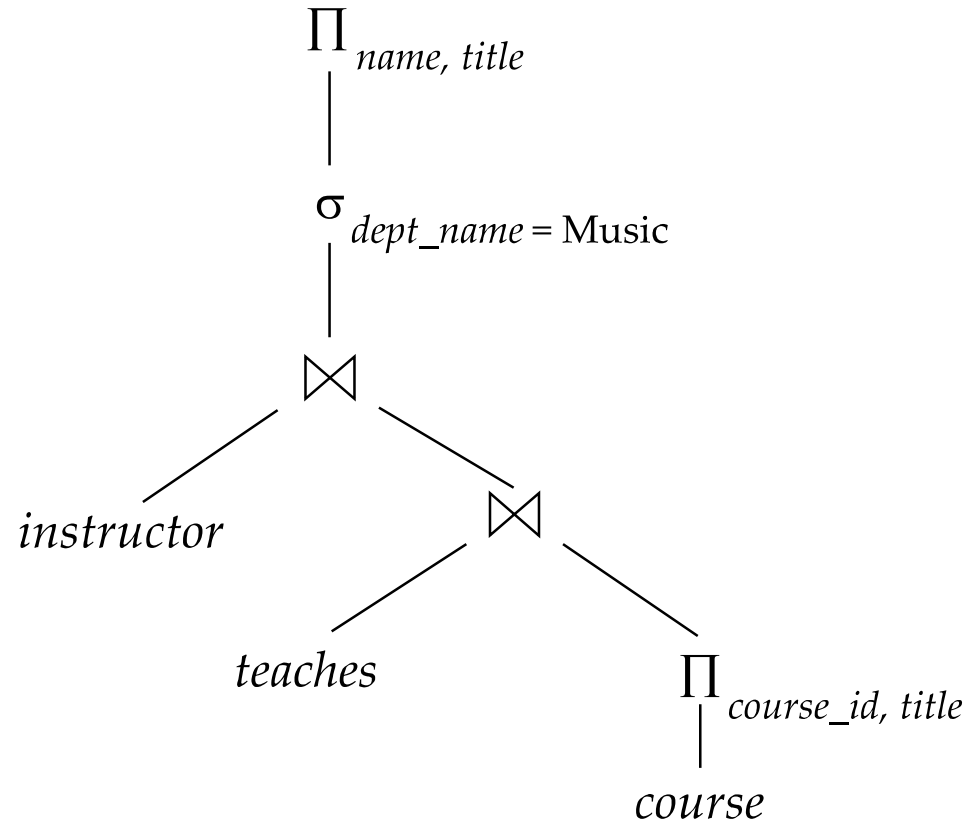 ∏ name, title
σ dept_name = Music
⋈
instructor
⋈
teaches
∏ course_id, title
course